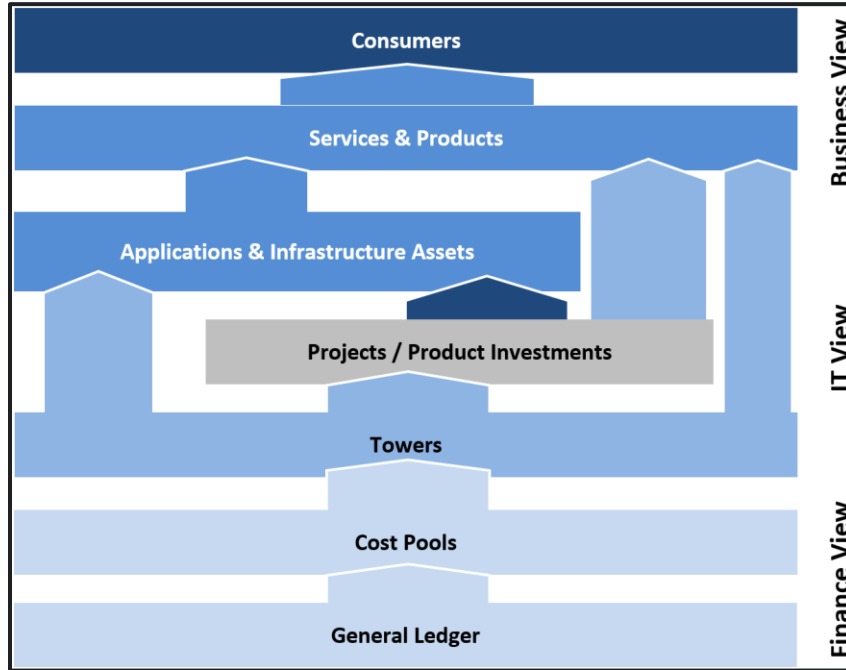 Consumers
Services & Products
Applications & Infrastructure Assets
Projects / Product Investments
Towers
Cost Pools
General Ledger
Business View
IT View
Finance View